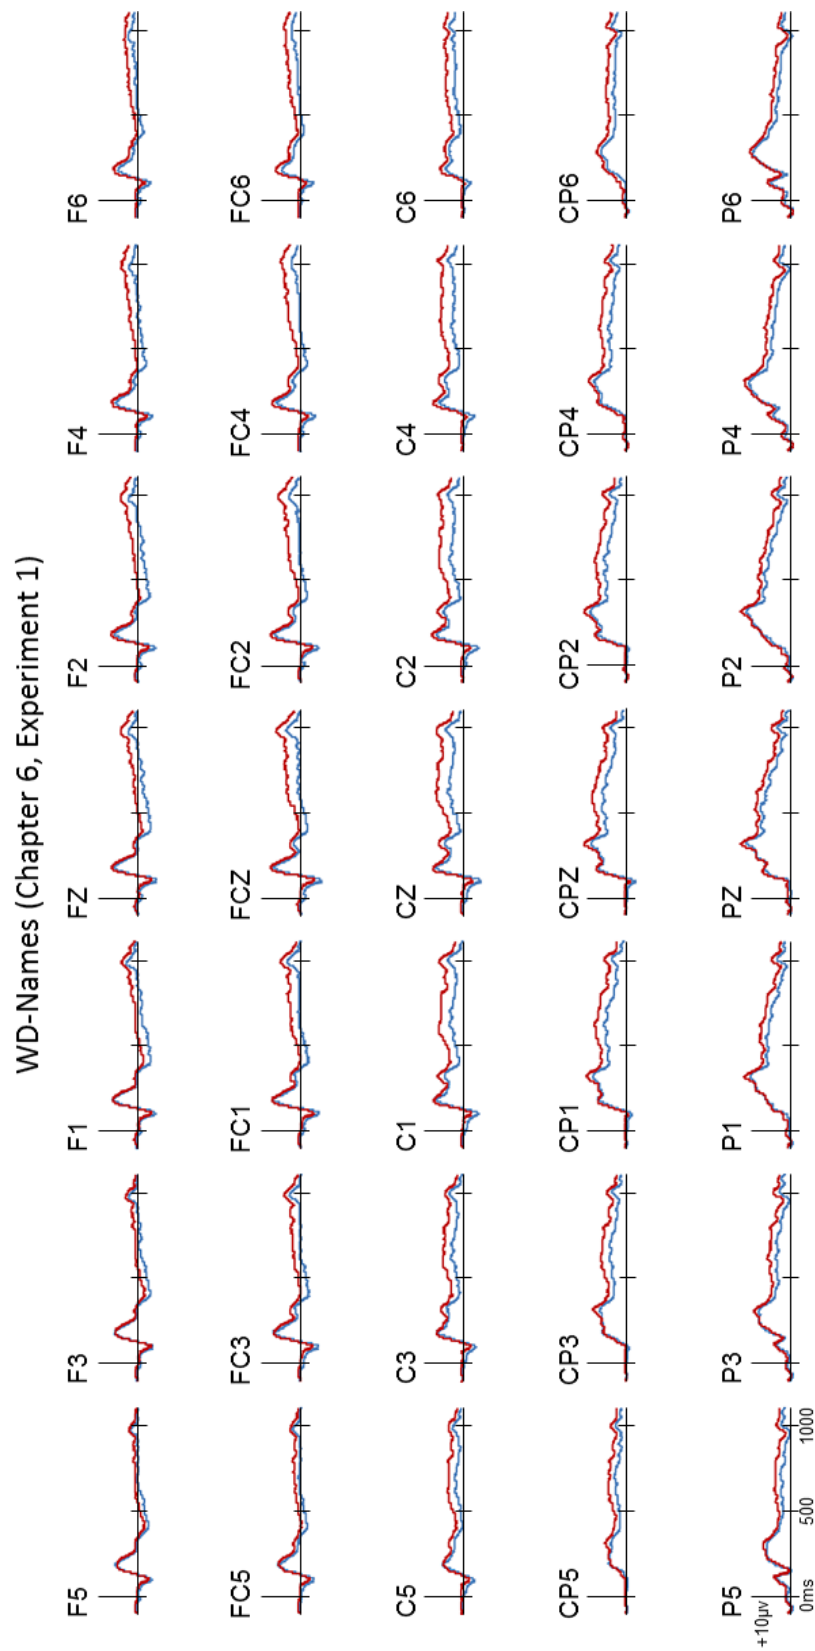 WD-Names (Chapter 6, Experiment 1)
F5 F3 F1 FZ F2 F4 F6
FC5 FC3 FC1 FCZ FC2 FC4 FC6
C5 C3 C1 CZ C2 C4 C6
CP5 CP3 CP1 CPZ CP2 CP4 CP6
P5 P3 P1 PZ P2 P4 P6
+10μv
0ms 500 1000